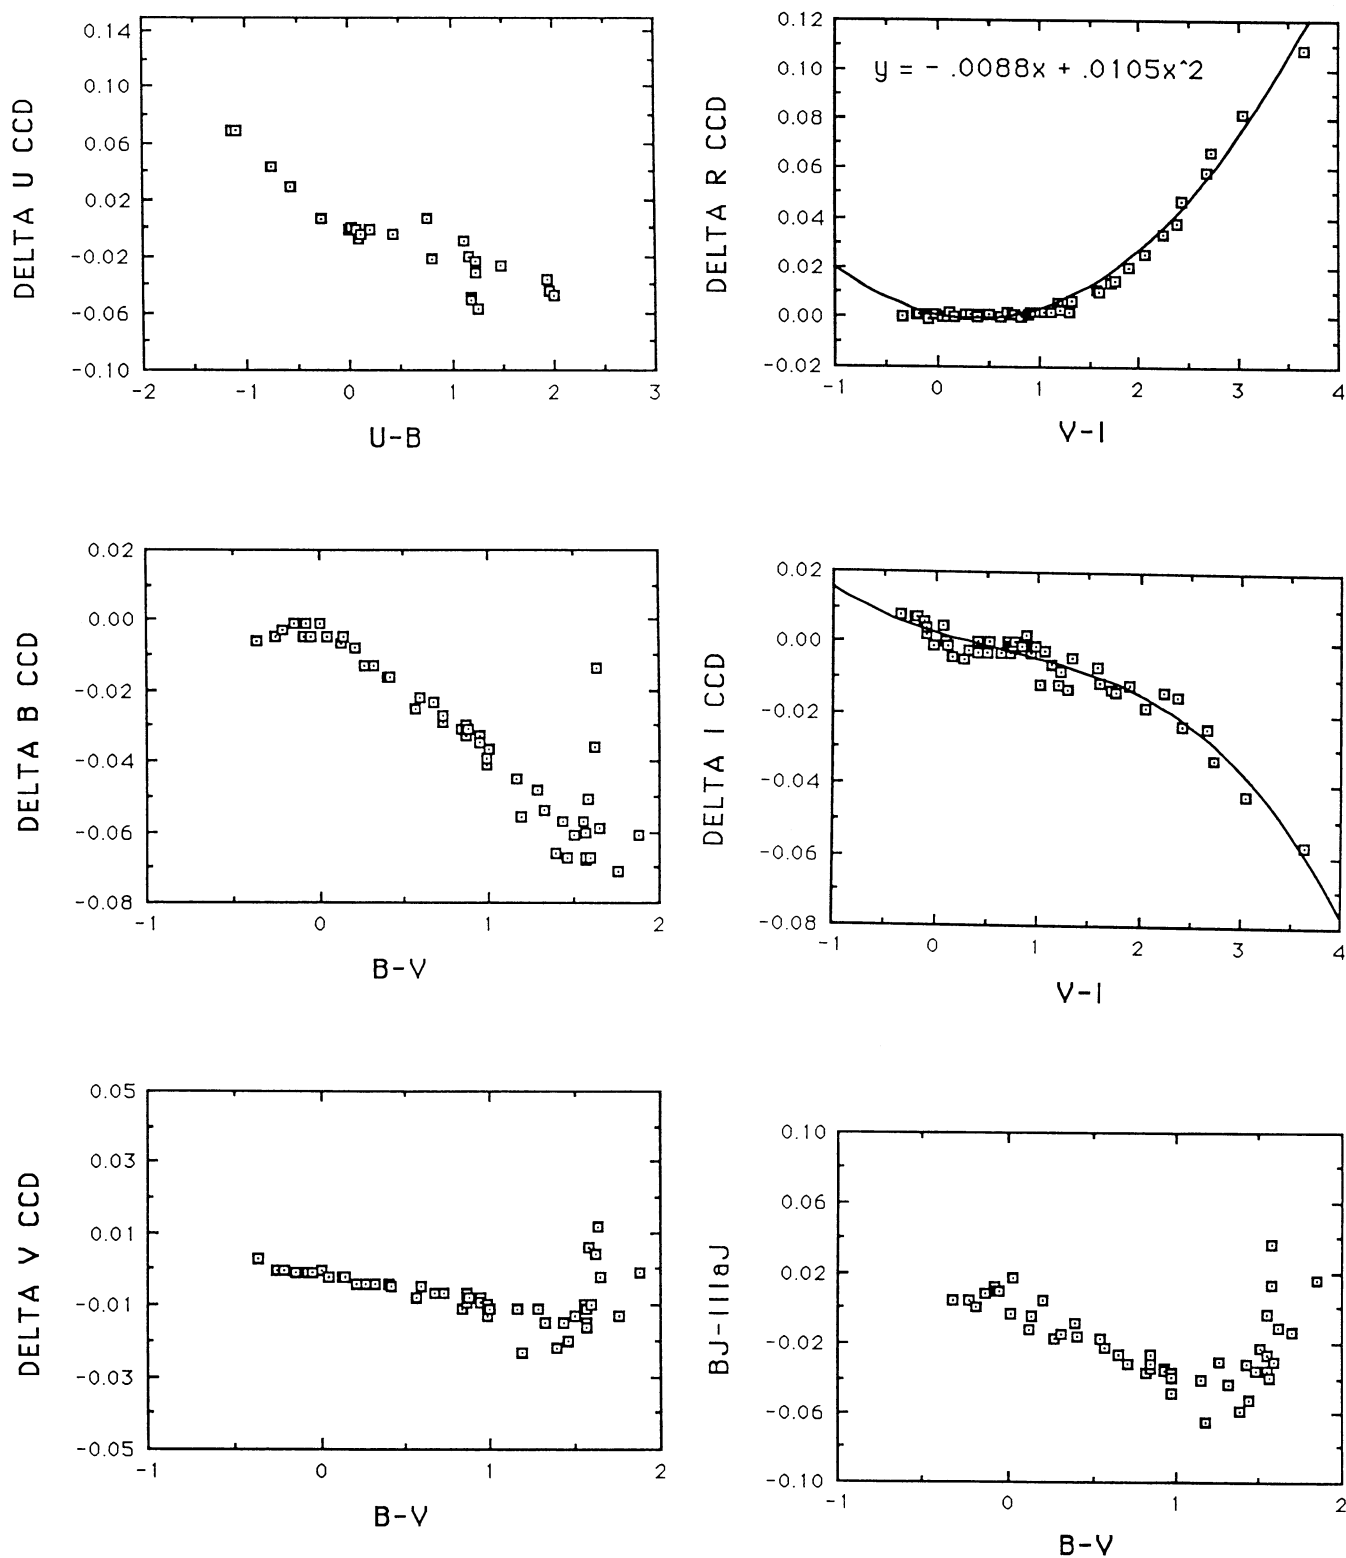 DELTA U CCD
0.14
0.10
0.06
0.02
-0.02
-0.06
-0.10
-2 -1 0 1 2 3
U-B
DELTA R CCD
0.12
0.10
0.08
0.06
0.04
0.02
0.00
-0.02
y = - .0088x + .0105x^2
-1 0 1 2 3 4
V-I
DELTA B CCD
0.02
0.00
-0.02
-0.04
-0.06
-0.08
-1 0 1 2
B-V
DELTA I CCD
0.02
0.00
-0.02
-0.04
-0.06
-0.08
-1 0 1 2 3 4
V-I
DELTA V CCD
0.05
0.03
0.01
-0.01
-0.03
-0.05
-1 0 1 2
B-V
BJ-IIIaJ
0.10
0.06
0.02
-0.02
-0.06
-0.10
-1 0 1 2
B-V